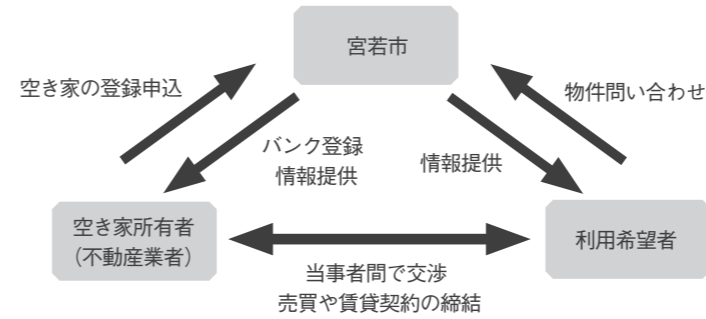 宮若市
空き家の登録申込
物件問い合わせ
バンク登録
情報提供
情報提供
空き家所有者
（不動産業者）
利用希望者
当事者間で交渉
売買や賃貸契約の締結